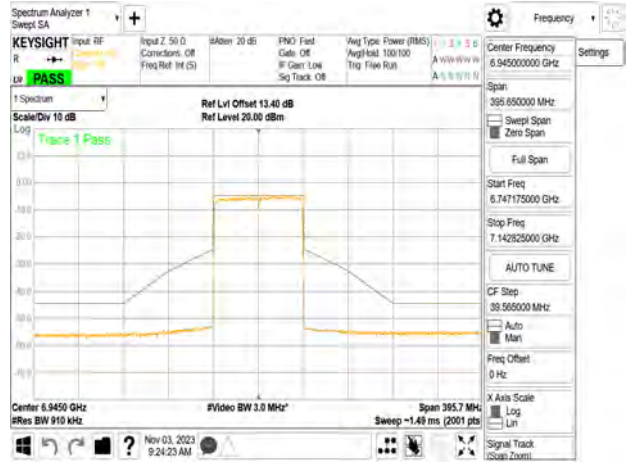 Spectrum Analyzer 1
Swept SA
+
Frequency
KEYSIGHT
Input: RF
R
PASS
Input Z: 50 Ω
Corrections: Off
Freq Ref: Int (S)
#Atten: 20 dB
PNO: Fast
Gate: Off
IF Gain: Low
Sig Track: Off
Avg Type: Power (RMS)
Avg|Hold: 100/100
Trig: Free Run
Center Frequency
6.945000000 GHz
Settings
1 Spectrum
Scale/Div 10 dB
Ref Lvl Offset 13.40 dB
Ref Level 20.00 dBm
Log
Trace 1 Pass
Span
395.650000 MHz
Swept Span
Zero Span
Full Span
Start Freq
6.747175000 GHz
Stop Freq
7.142825000 GHz
AUTO TUNE
CF Step
39.565000 MHz
Auto
Man
Freq Offset
0 Hz
X Axis Scale
Log
Lin
Signal Track
(Span Zoom)
Center 6.9450 GHz
#Res BW 910 kHz
#Video BW 3.0 MHz*
Span 395.7 MHz
Sweep ~1.49 ms (2001 pts
?
Nov 03, 2023
9:24:23 AM